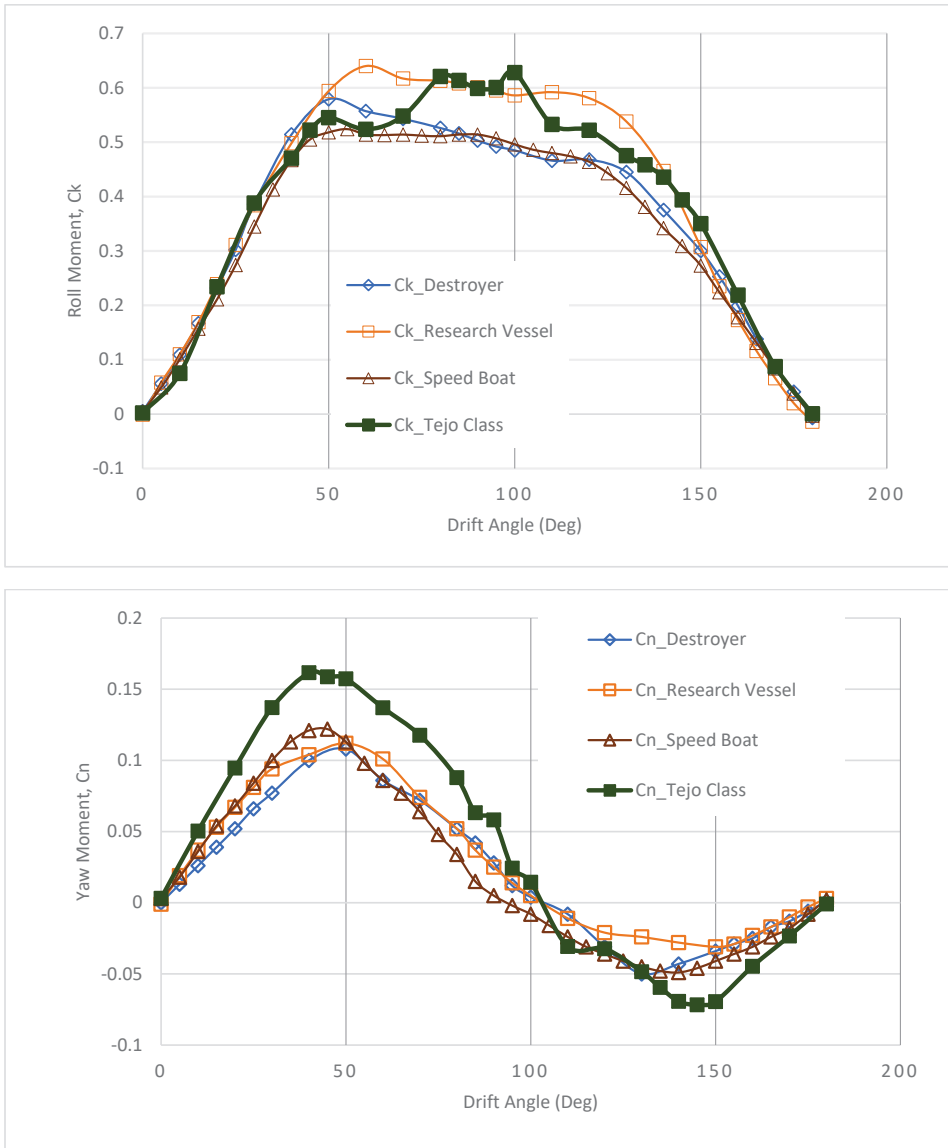 0.7
0.6
0.5
0.4
0.3
0.2
0.1
0
-0.1
Roll Moment, Ck
Ck_Destroyer
Ck_Research Vessel
Ck_Speed Boat
Ck_Tejo Class
0 50 100 150 200
Drift Angle (Deg)
0.2
0.15
0.1
0.05
0
-0.05
-0.1
Yaw Moment, Cn
Cn_Destroyer
Cn_Research Vessel
Cn_Speed Boat
Cn_Tejo Class
0 50 100 150 200
Drift Angle (Deg)